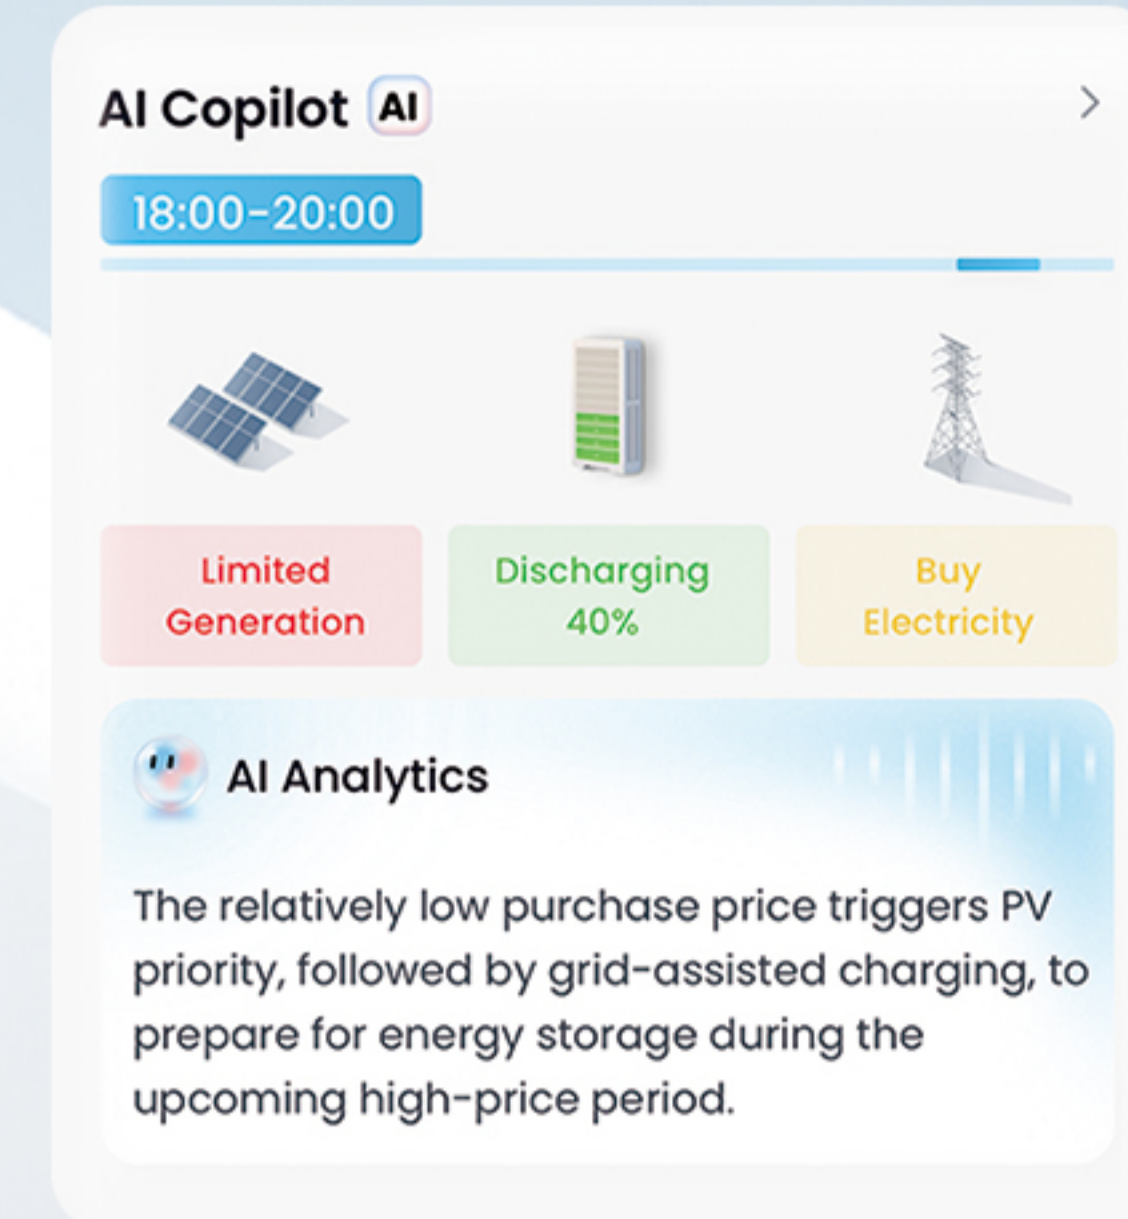 AI Copilot AI
18:00-20:00
Limited
Generation
Discharging
40%
Buy
Electricity
AI Analytics
The relatively low purchase price triggers PV
priority, followed by grid-assisted charging, to
prepare for energy storage during the
upcoming high-price period.